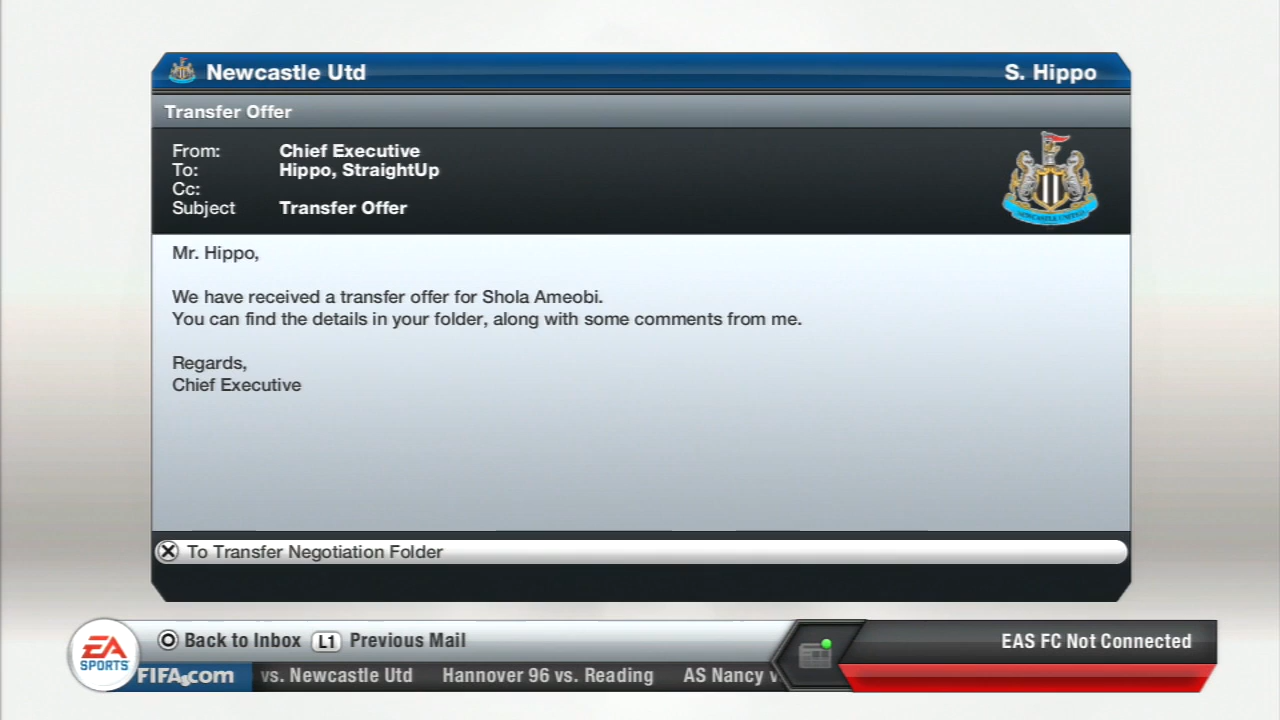 Newcastle Utd
S. Hippo
Transfer Offer
From: Chief Executive
To: Hippo, StraightUp
Cc:
Subject Transfer Offer
NEWCASTLE UNITED
Mr. Hippo,
We have received a transfer offer for Shola Ameobi.
You can find the details in your folder, along with some comments from me.
Regards,
Chief Executive
To Transfer Negotiation Folder
Back to Inbox L1 Previous Mail
EAS FC Not Connected
EA
SPORTS
FIFA.com
vs. Newcastle Utd Hannover 96 vs. Reading AS Nancy v